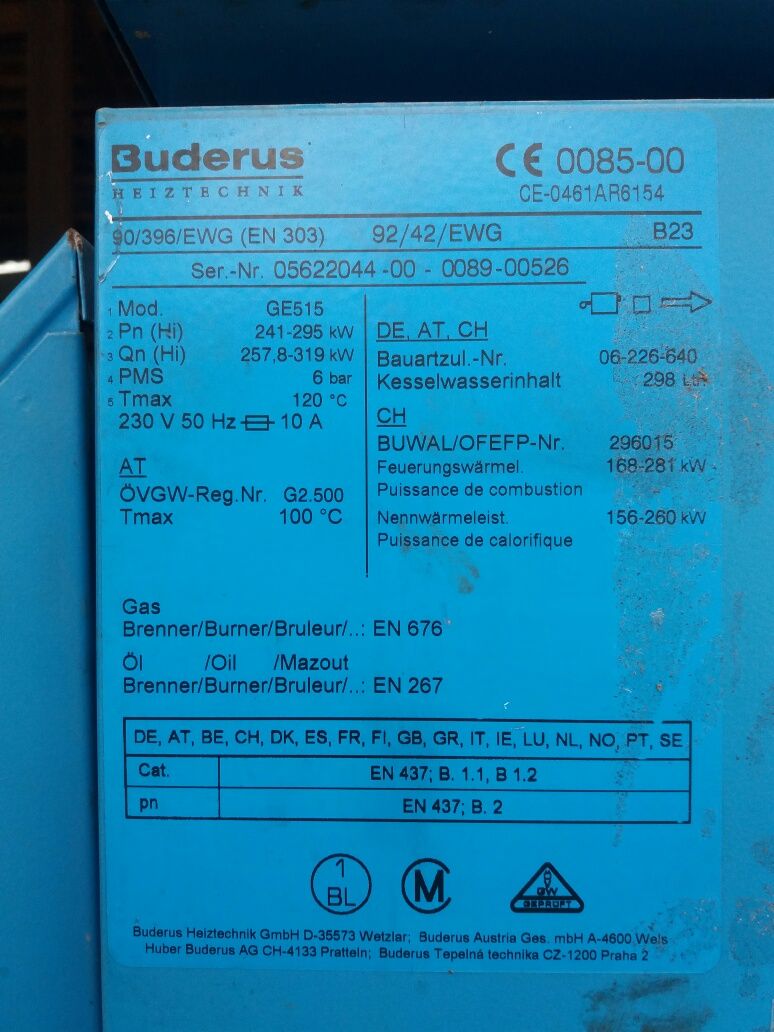 Buderus
HEIZTECHNIK
CE 0085-00
CE-0461AR6154
90/396/EWG (EN 303) 92/42/EWG B23
Ser.-Nr. 05622044-00 - 0089-00526
1 Mod. GE515
2 Pn (Hi) 241-295 kW
3 Qn (Hi) 257,8-319 kW
4 PMS 6 bar
5 Tmax 120 °C
230 V 50 Hz 10 A
AT
ÖVGW-Reg.Nr. G2.500
Tmax 100 °C
DE, AT, CH
Bauartzul.-Nr. 06-226-640
Kesselwasserinhalt 298 Ltr
CH
BUWAL/OFEFP-Nr. 296015
Feuerungswärmel. 168-281 kW
Puissance de combustion
Nennwärmeleist. 156-260 kW
Puissance de calorifique
Gas
Brenner/Burner/Bruleur/..: EN 676
Öl /Oil /Mazout
Brenner/Burner/Bruleur/..: EN 267
DE, AT, BE, CH, DK, ES, FR, FI, GB, GR, IT, IE, LU, NL, NO, PT, SE
Cat. EN 437; B. 1.1, B 1.2
pn EN 437; B. 2
1
BL
M
GW
GEPRÜFT
Buderus Heiztechnik GmbH D-35573 Wetzlar; Buderus Austria Ges. mbH A-4600 Wels
Huber Buderus AG CH-4133 Pratteln; Buderus Tepelná technika CZ-1200 Praha 2